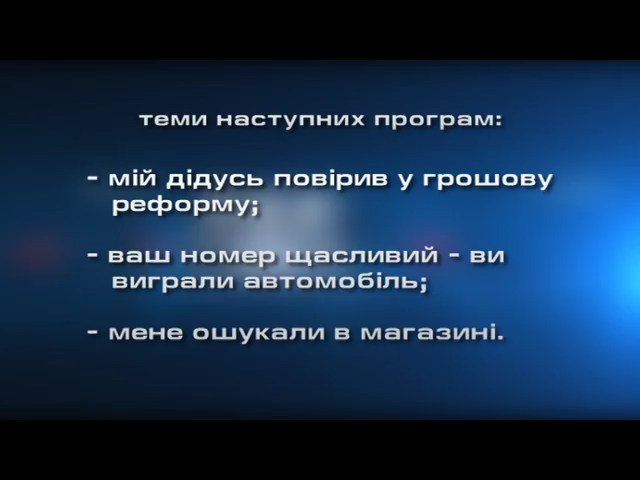 теми наступних програм:
- мій дідусь повірив у грошову
реформу;
- ваш номер щасливий - ви
виграли автомобіль;
- мене ошукали в магазині.